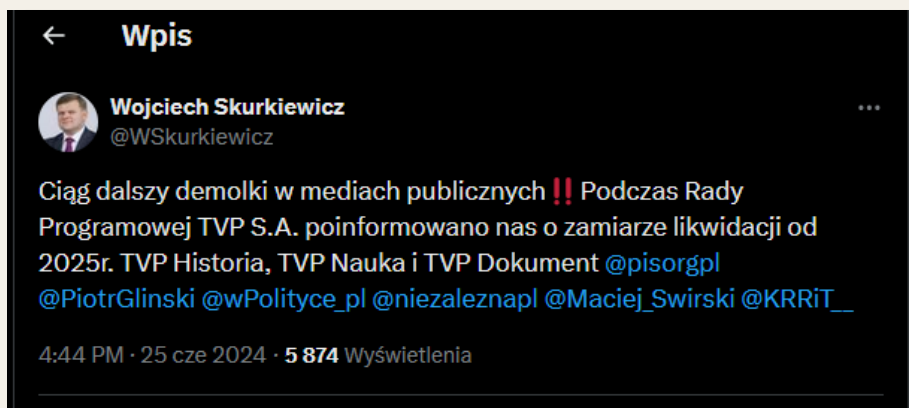 Wpis
Wojciech Skurkiewicz
@WSkurkiewicz
Ciąg dalszy demolki w mediach publicznych‼️ Podczas Rady
Programowej TVP S.A. poinformowano nas o zamiarze likwidacji od
2025r. TVP Historia, TVP Nauka i TVP Dokument @pisorgpl
@PiotrGlinski @wPolityce_pl @niezaleznapl @Maciej_Swirski @KRRiT__
4:44 PM · 25 cze 2024 · 5 874 Wyświetlenia